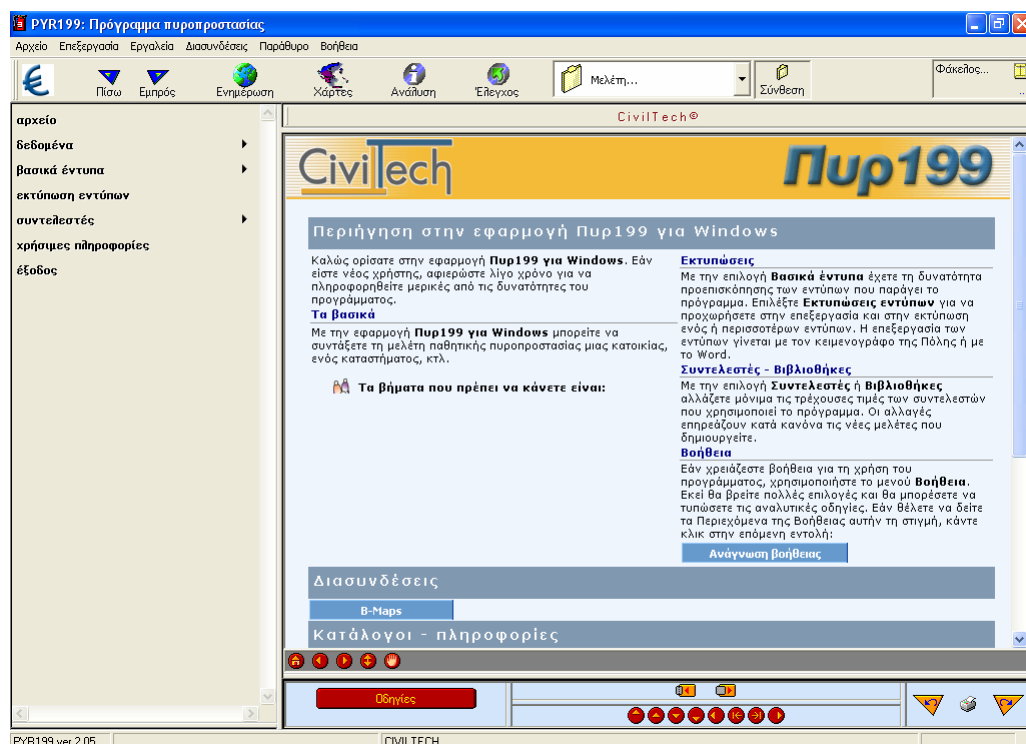 PYR199: Πρόγραμμα πυροπροστασίας
Αρχείο Επεξεργασία Εργαλεία Διασυνδέσεις Παράθυρο Βοήθεια
Πίσω Εμπρός Ενημέρωση Χάρτες Ανάλυση Έλεγχος Μελέτη... Σύνθεση Φάκελος...
αρχείο
δεδομένα
βασικά έντυπα
εκτύπωση εντύπων
συντελεστές
χρήσιμες πληροφορίες
έξοδος
CivilTech®
CivilTech Πυρ199
Περιήγηση στην εφαρμογή Πυρ199 για Windows
Καλώς ορίσατε στην εφαρμογή Πυρ199 για Windows. Εάν
είστε νέος χρήστης, αφιερώστε λίγο χρόνο για να
πληροφορηθείτε μερικές από τις δυνατότητες του
προγράμματος.
Τα βασικά
Με την εφαρμογή Πυρ199 για Windows μπορείτε να
συντάξετε τη μελέτη παθητικής πυροπροστασίας μιας κατοικίας,
ενός καταστήματος, κτλ.
Τα βήματα που πρέπει να κάνετε είναι:
Εκτυπώσεις
Με την επιλογή Βασικά έντυπα έχετε τη δυνατότητα
προεπισκόπησης των εντύπων που παράγει το
πρόγραμμα. Επιλέξτε Εκτυπώσεις εντύπων για να
προχωρήσετε στην επεξεργασία και στην εκτύπωση
ενός ή περισσοτέρων εντύπων. Η επεξεργασία των
εντύπων γίνεται με τον κειμενογράφο της Πόλης ή με
το Word.
Συντελεστές - Βιβλιοθήκες
Με την επιλογή Συντελεστές ή Βιβλιοθήκες
αλλάζετε μόνιμα τις τρέχουσες τιμές των συντελεστών
που χρησιμοποιεί το πρόγραμμα. Οι αλλαγές
επηρεάζουν κατά κανόνα τις νέες μελέτες που
δημιουργείτε.
Βοήθεια
Εάν χρειάζεστε βοήθεια για τη χρήση του
προγράμματος, χρησιμοποιήστε το μενού Βοήθεια.
Εκεί θα βρείτε πολλές επιλογές και θα μπορέσετε να
τυπώσετε τις αναλυτικές οδηγίες. Εάν θέλετε να δείτε
τα Περιεχόμενα της Βοήθειας αυτήν τη στιγμή, κάντε
κλικ στην επόμενη εντολή:
Ανάγνωση βοήθειας
Διασυνδέσεις
B-Maps
Κατάλογοι - πληροφορίες
Οδηγίες
PYR199 ver 2.05 CIVILTECH